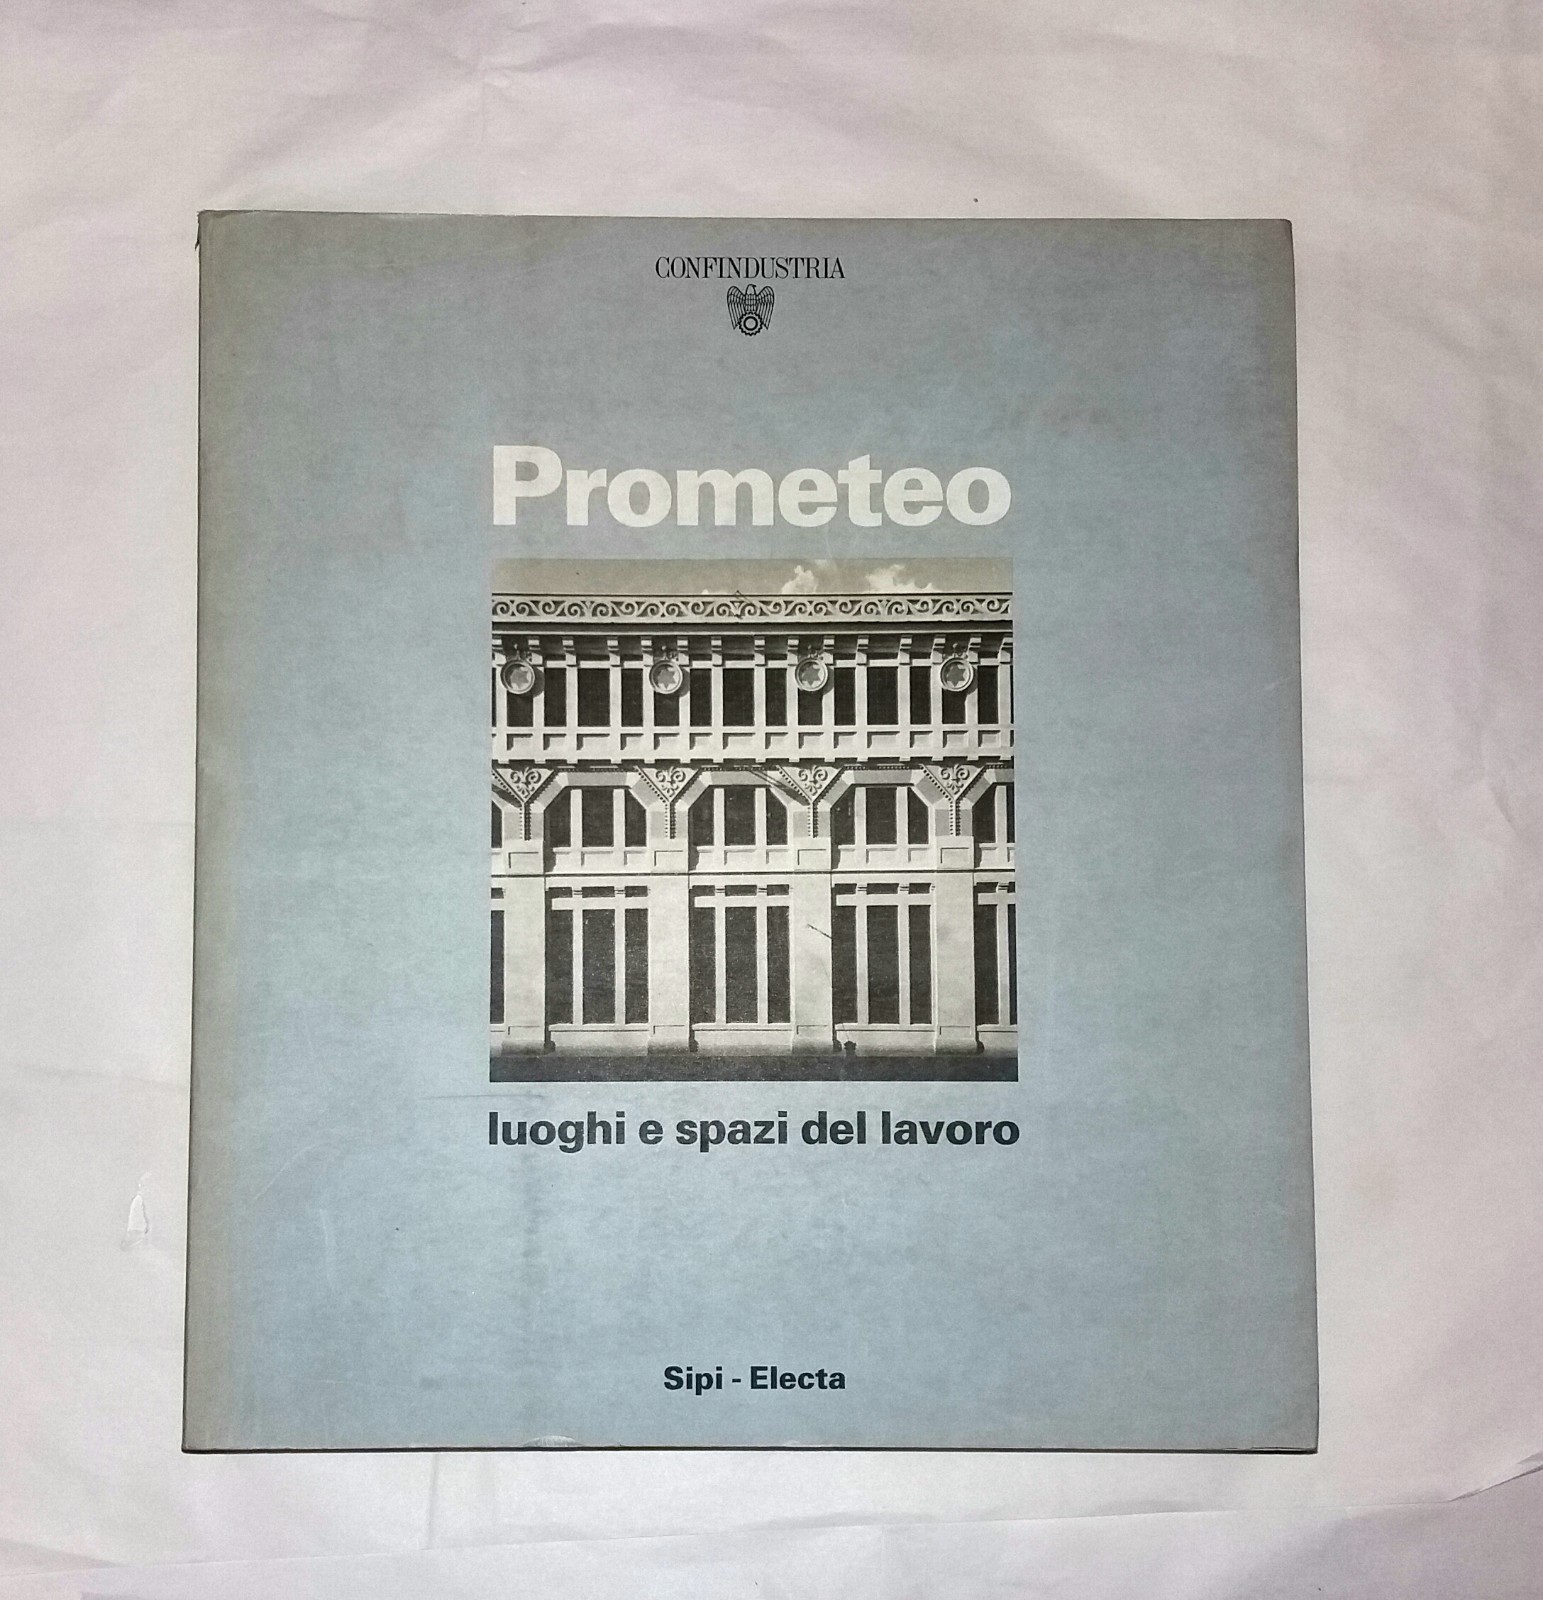 CONFINDUSTRIA
Prometeo
luoghi e spazi del lavoro
Sipi - Electa